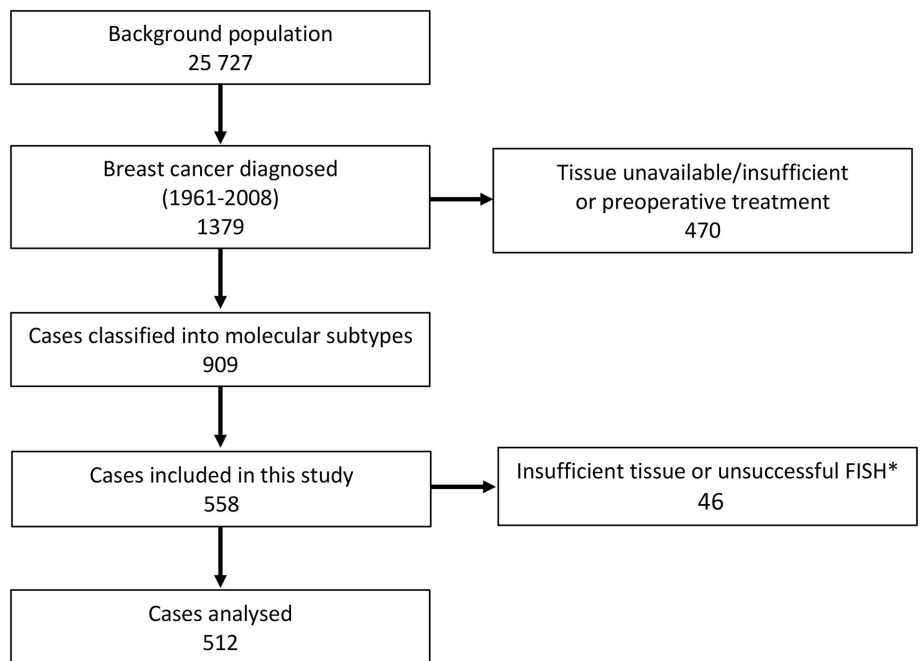 Background population
25 727
Breast cancer diagnosed
(1961-2008)
1379
Tissue unavailable/insufficient
or preoperative treatment
470
Cases classified into molecular subtypes
909
Cases included in this study
558
Insufficient tissue or unsuccessful FISH*
46
Cases analysed
512